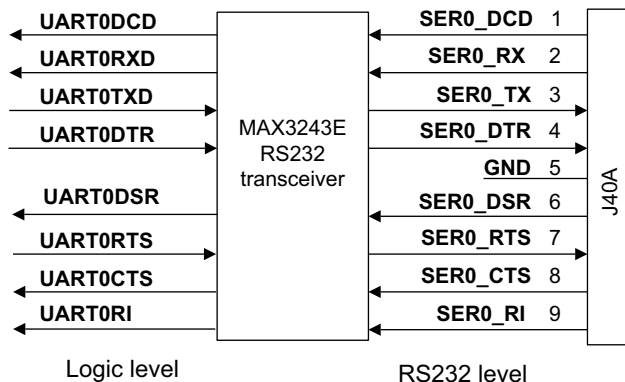 UART0DCD SER0_DCD 1
UART0RXD SER0_RX 2
UART0TXD SER0_TX 3
UART0DTR SER0_DTR 4
MAX3243E
RS232
transceiver
GND 5
UART0DSR SER0_DSR 6
UART0RTS SER0_RTS 7
UART0CTS SER0_CTS 8
UART0RI SER0_RI 9
J40A
Logic level RS232 level